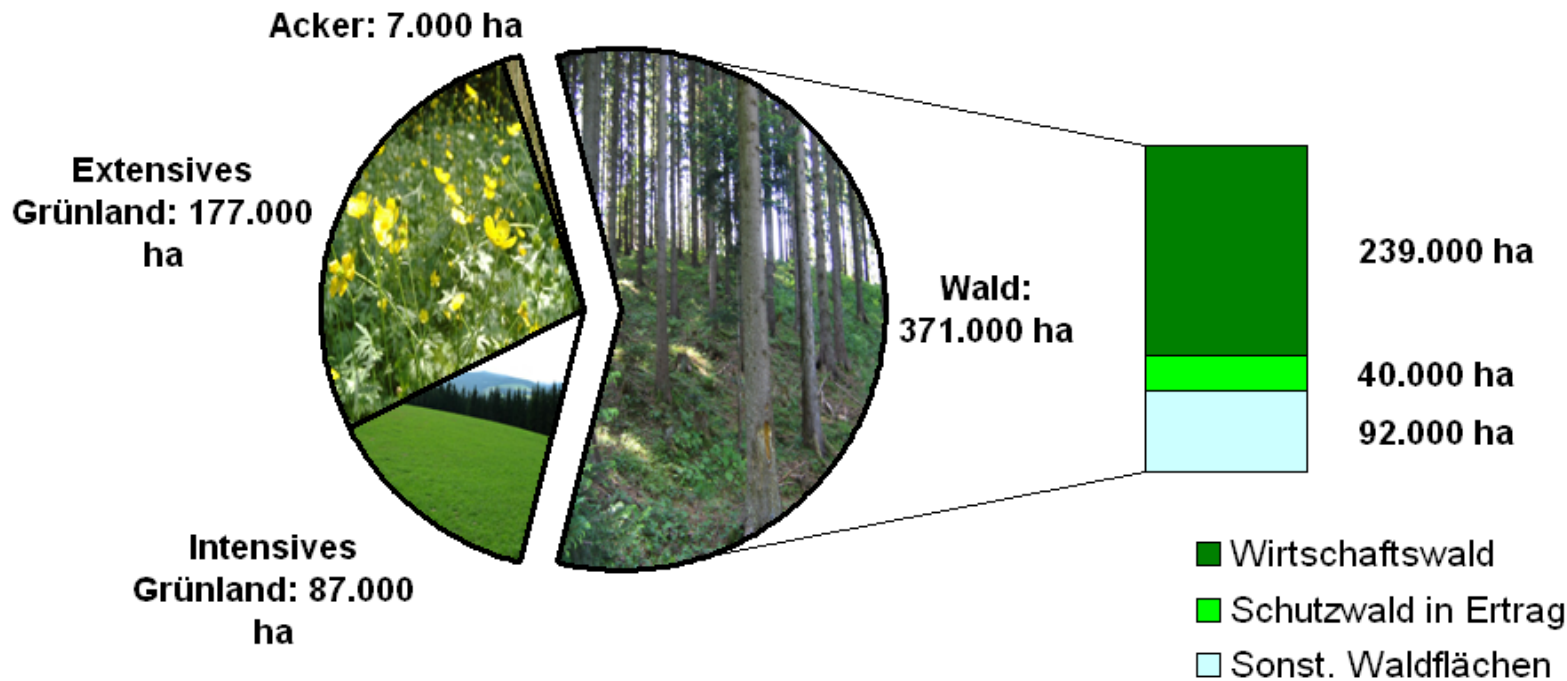 Acker: 7.000 ha
Extensives
Grünland: 177.000
ha
Wald:
371.000 ha
239.000 ha
40.000 ha
92.000 ha
Intensives
Grünland: 87.000
ha
Wirtschaftswald
Schutzwald in Ertrag
Sonst. Waldflächen